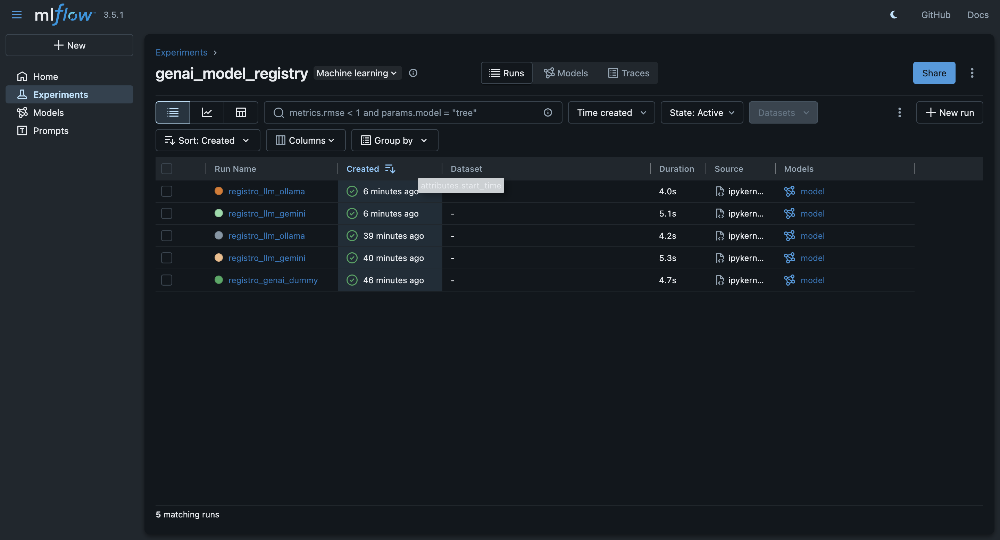 mlflow™ 3.5.1
GitHub
Docs
New
Home
Experiments
Models
Prompts
Experiments ›
genai_model_registry Machine learning
Runs
Models
Traces
Share
metrics.rmse < 1 and params.model = "tree"
Time created
State: Active
Datasets
New run
Sort: Created
Columns
Group by
Run Name Created Dataset Duration Source Models
attributes.start_time
registro_llm_ollama 6 minutes ago 4.0s ipykern... model
registro_llm_gemini 6 minutes ago - 5.1s ipykern... model
registro_llm_ollama 39 minutes ago - 4.2s ipykern... model
registro_llm_gemini 40 minutes ago - 5.3s ipykern... model
registro_genai_dummy 46 minutes ago - 4.7s ipykern... model
5 matching runs